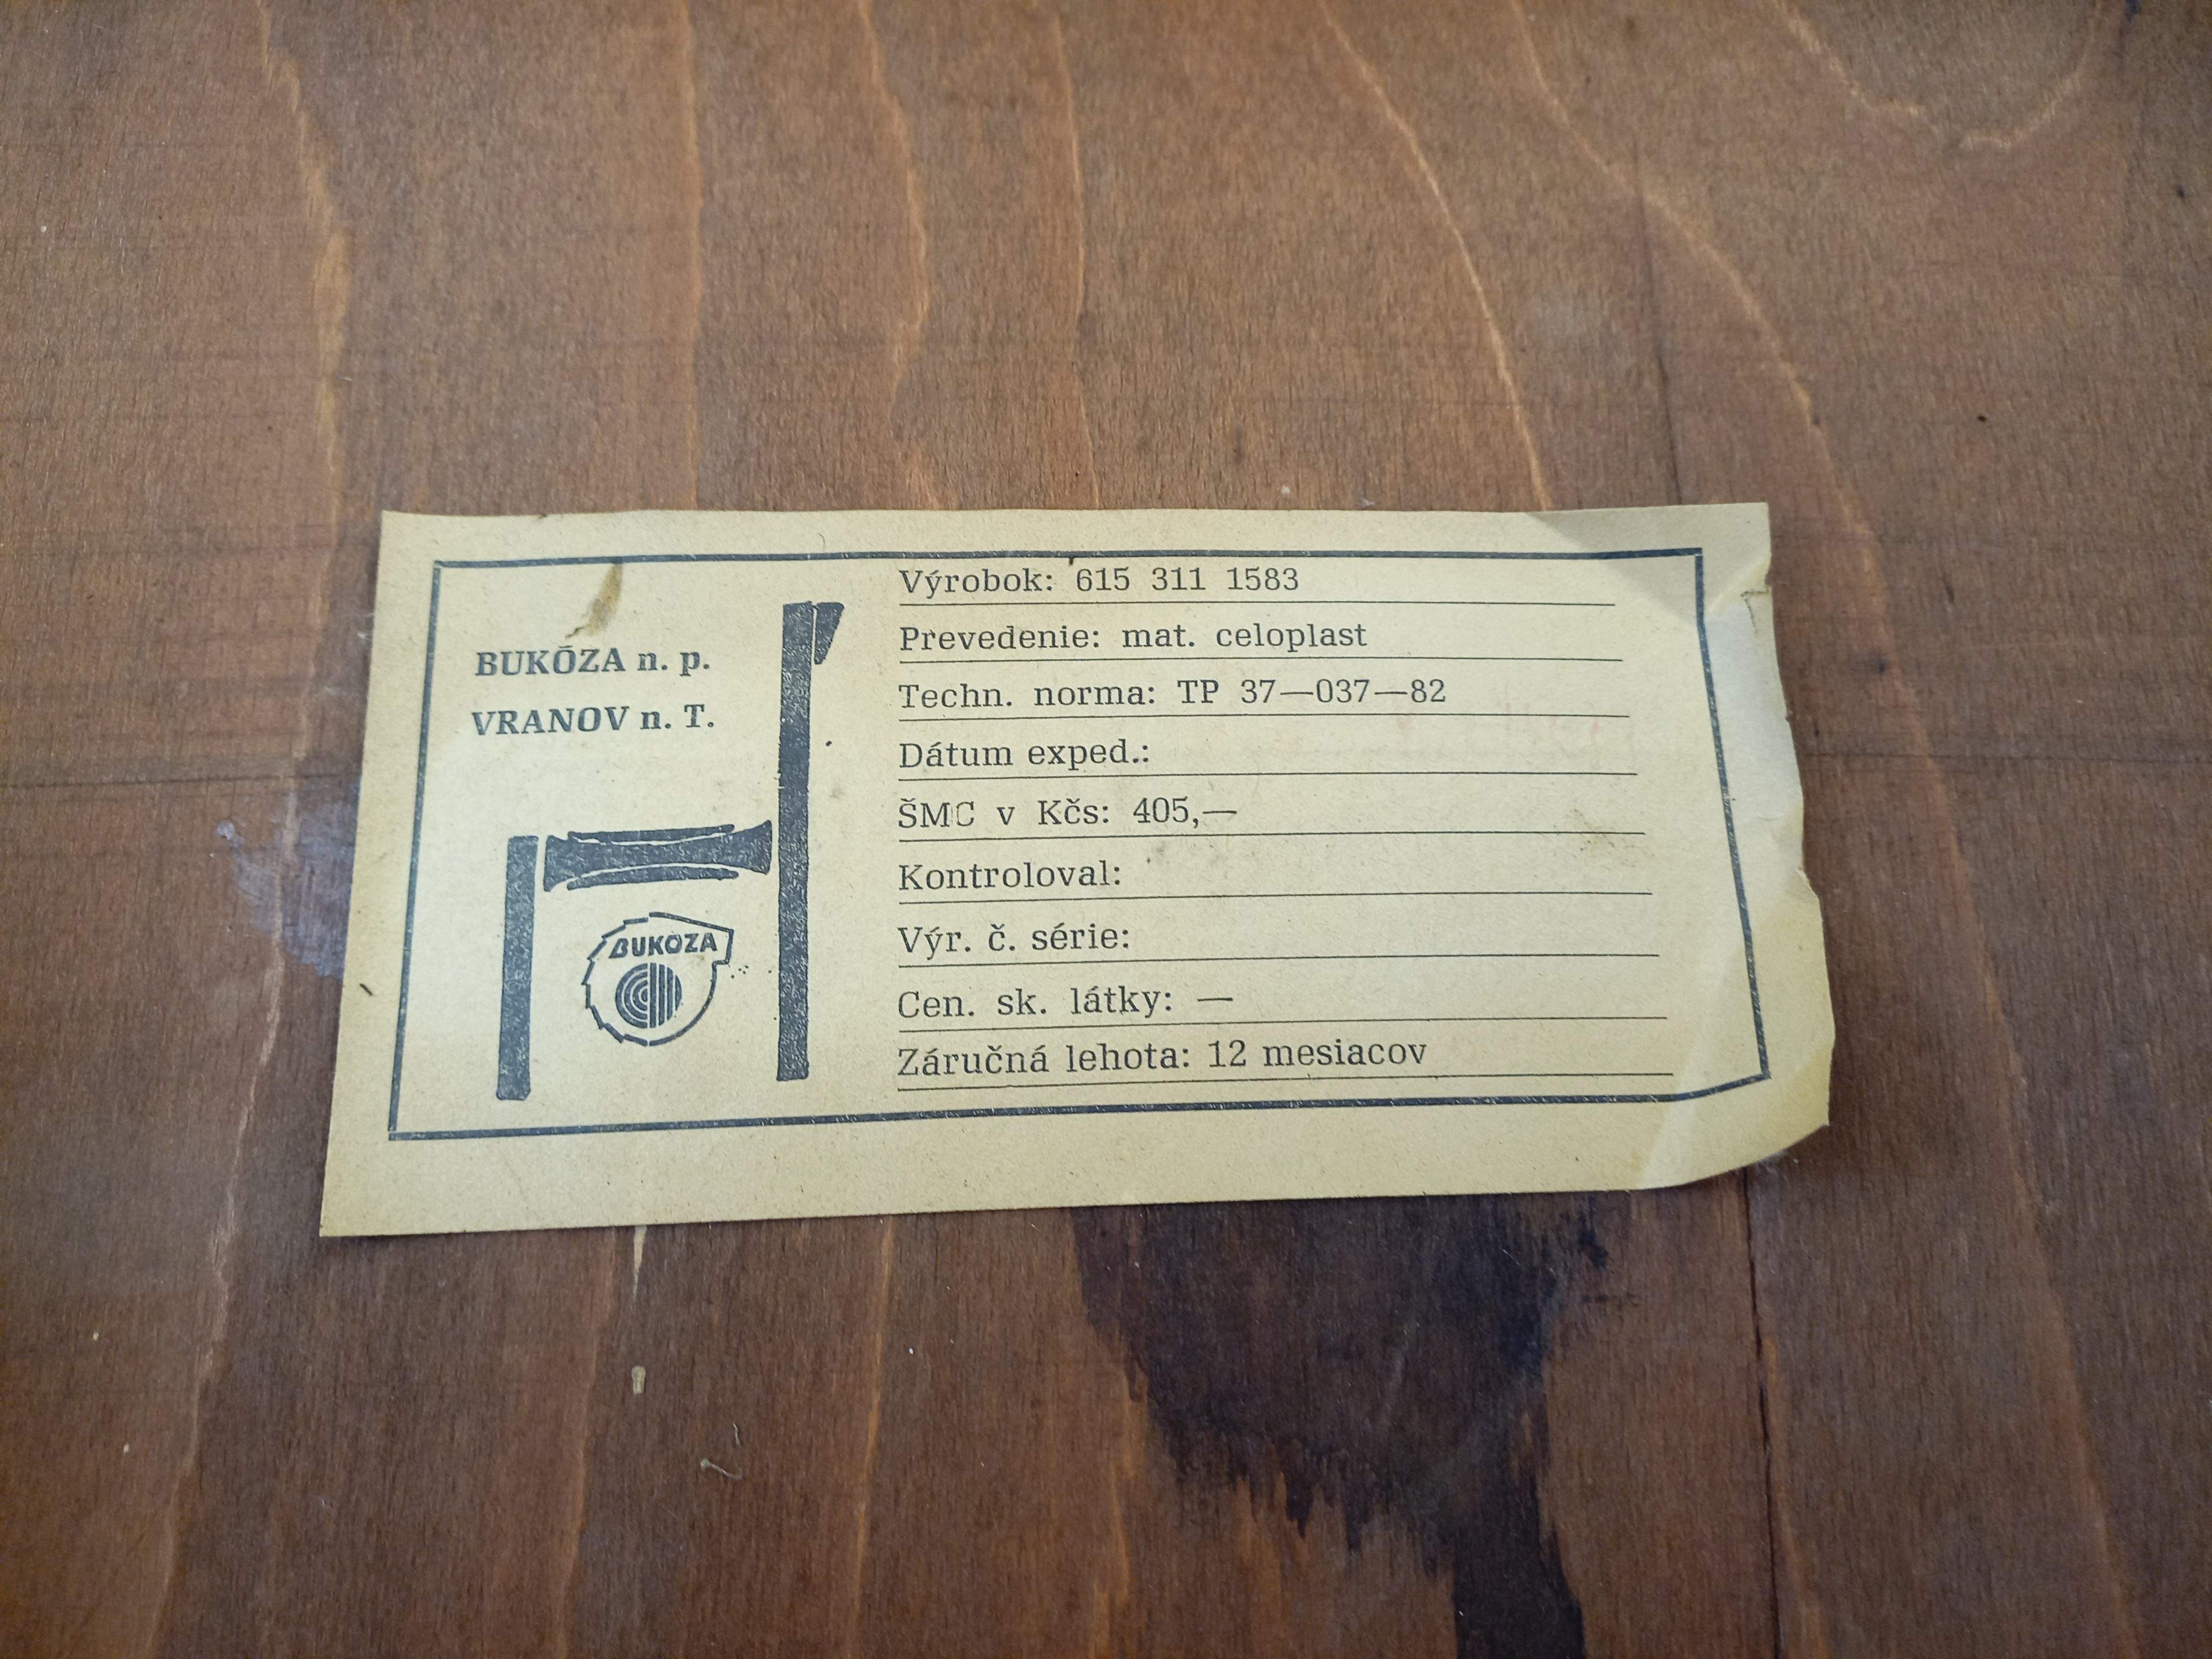 BUKÓZA n. p.
VRANOV n. T.
BUKÓZA
Výrobok: 615 311 1583
Prevedenie: mat. celoplast
Techn. norma: TP 37—037—82
Dátum exped.:
ŠMC v Kčs: 405,—
Kontroloval:
Výr. č. série:
Cen. sk. látky: —
Záručná lehota: 12 mesiacov